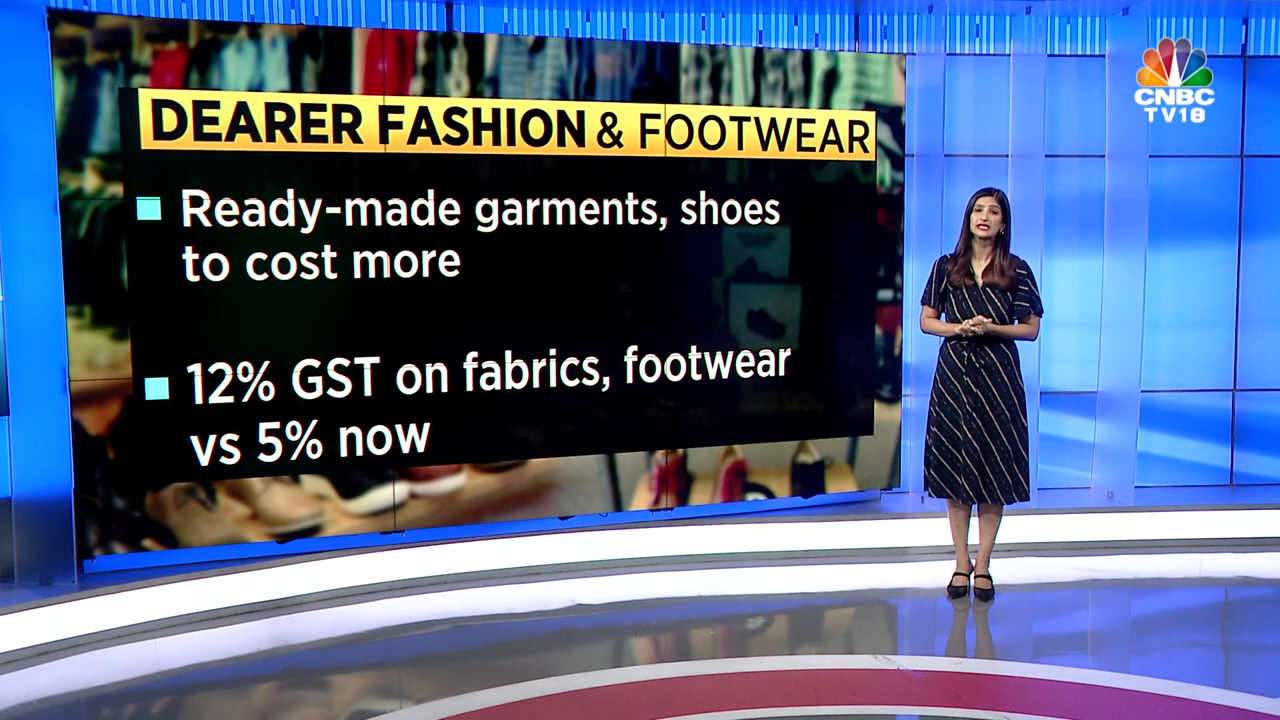 DEARER FASHION & FOOTWEAR
Ready-made garments, shoes
to cost more
12% GST on fabrics, footwear
vs 5% now
CNBC
TV18